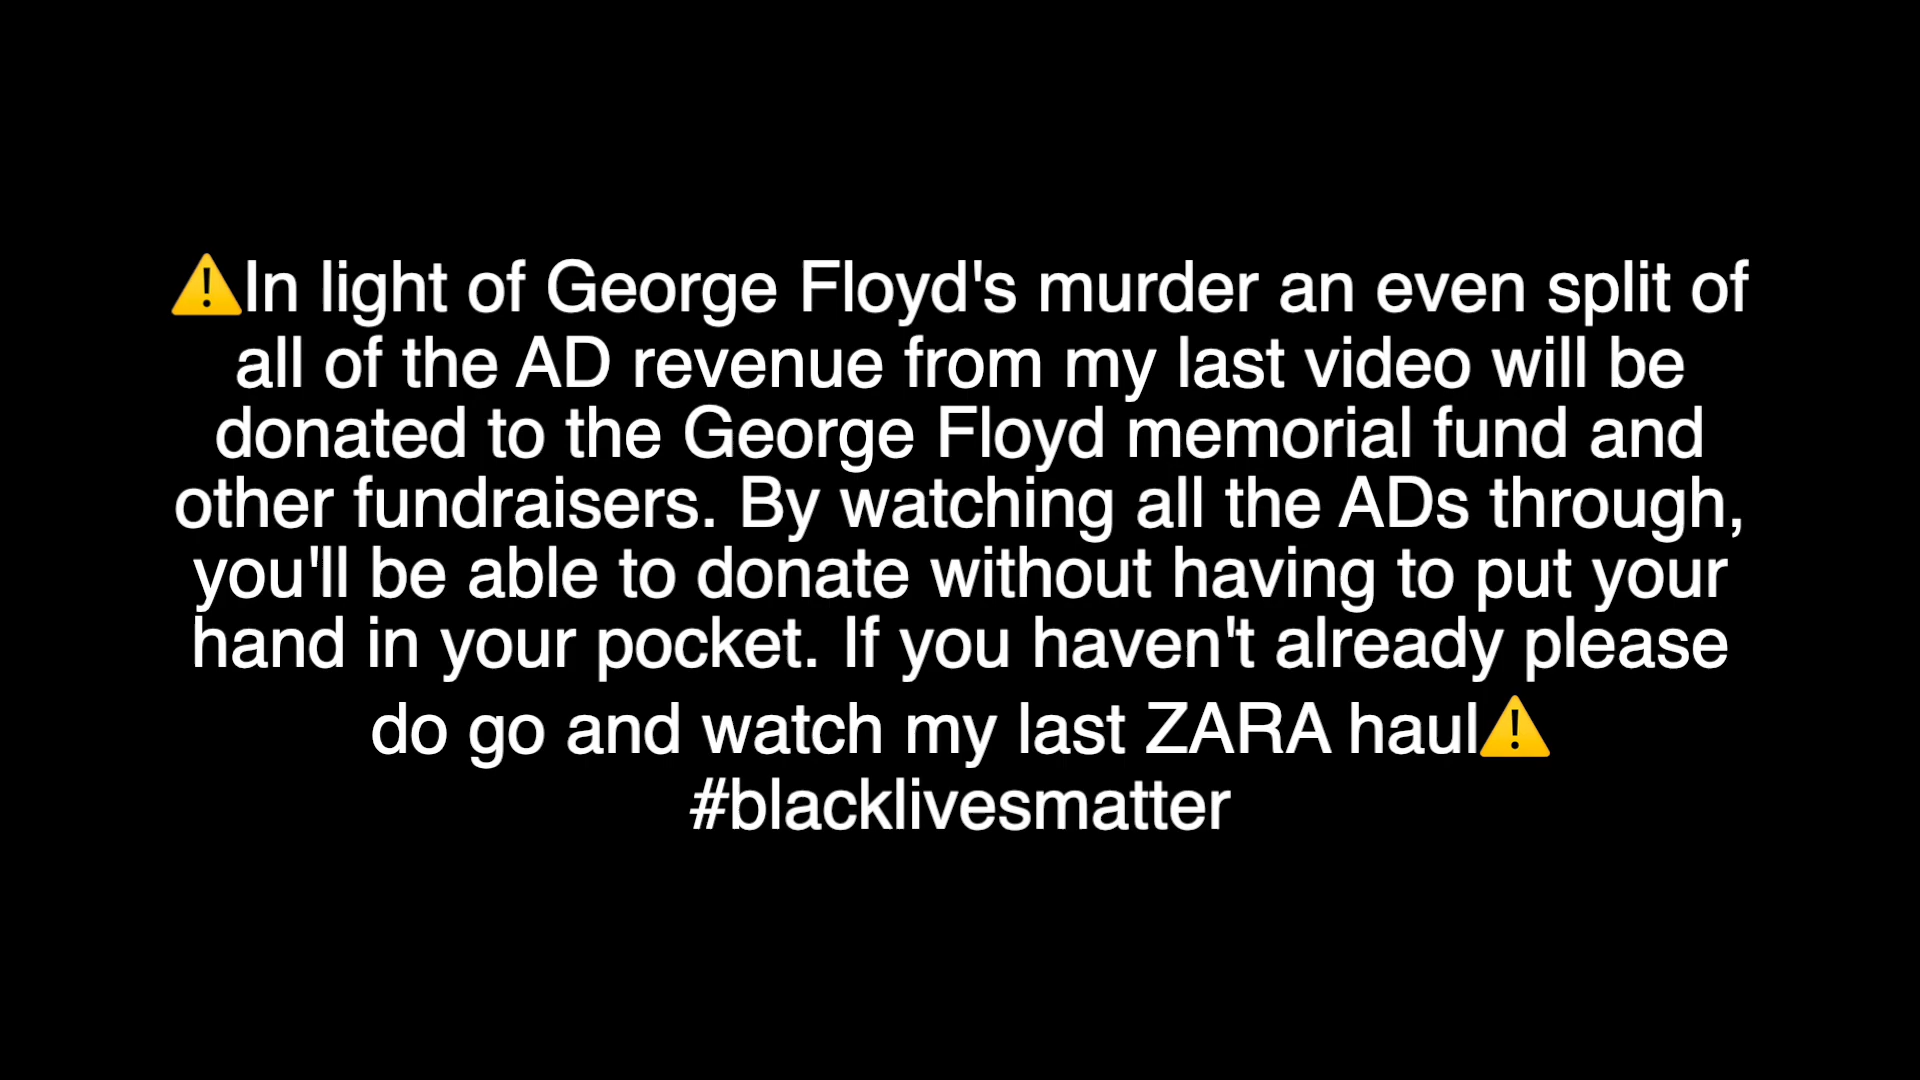 ⚠️In light of George Floyd's murder an even split of
all of the AD revenue from my last video will be
donated to the George Floyd memorial fund and
other fundraisers. By watching all the ADs through,
you'll be able to donate without having to put your
hand in your pocket. If you haven't already please
do go and watch my last ZARA haul⚠️
#blacklivesmatter